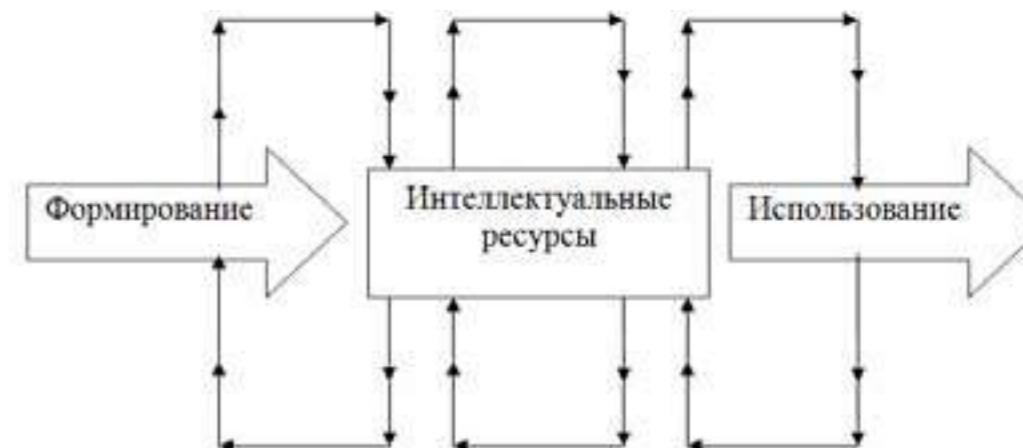 Формирование
Интеллектуальные
ресурсы
Использование